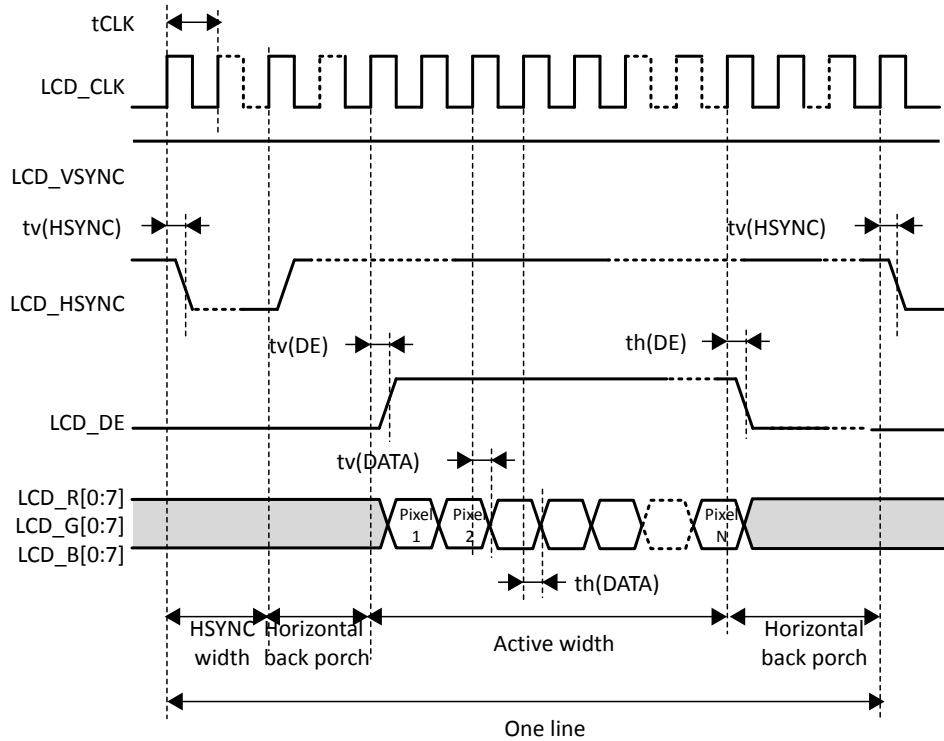 tCLK
LCD_CLK
LCD_VSYNC
tv(HSYNC)
tv(HSYNC)
LCD_HSYNC
tv(DE)
th(DE)
LCD_DE
tv(DATA)
LCD_R[0:7]
LCD_G[0:7]
LCD_B[0:7]
Pixel
1
Pixel
2
Pixel
N
th(DATA)
HSYNC
width
Horizontal
back porch
Active width
Horizontal
back porch
One line